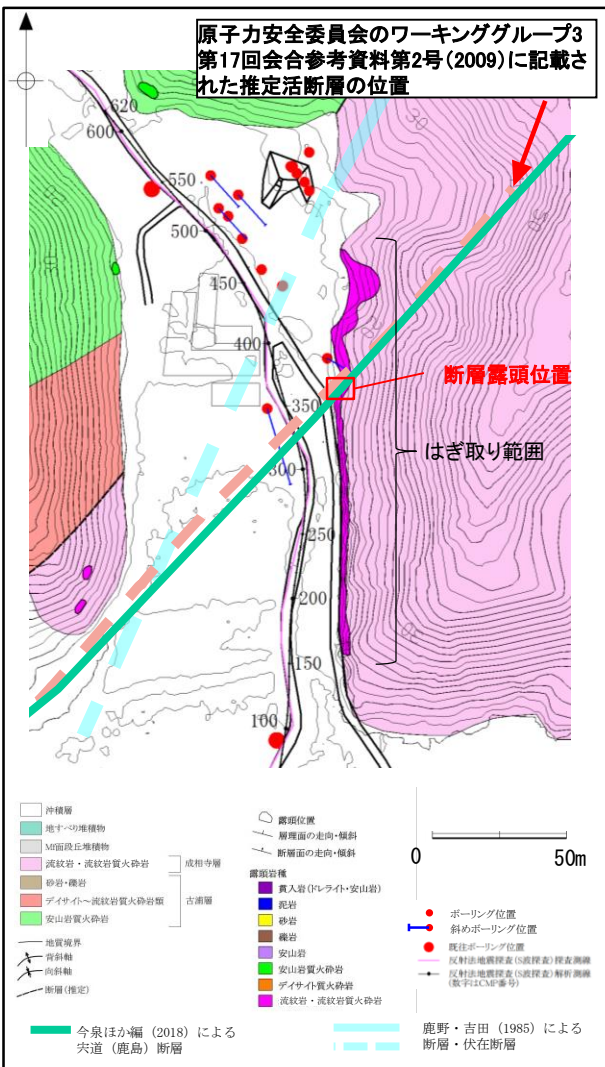 原子力安全委員会のワーキンググループ3
第17回会合参考資料第2号(2009)に記載さ
れた推定活断層の位置
620
600
550
500
450
400
断層露頭位置
350
はぎ取り範囲
300
250
200
150
100
沖積層
地すべり堆積物
Mf面段丘堆積物
流紋岩・流紋岩質火砕岩
成相寺層
砂岩・礫岩
デイサイト～流紋岩質火砕岩類
古浦層
安山岩質火砕岩
地質境界
背斜軸
向斜軸
断層(推定)
露頭位置
層理面の走向・傾斜
断層面の走向・傾斜
露頭岩種
貫入岩(ドレライト・安山岩)
泥岩
砂岩
礫岩
安山岩
安山岩質火砕岩
デイサイト質火砕岩
流紋岩・流紋岩質火砕岩
0
50m
ボーリング位置
斜めボーリング位置
既往ボーリング位置
反射法地震探査(S波探査)探査測線
反射法地震探査(S波探査)解析測線
(数字はCMP番号)
今泉ほか編（2018）による
宍道（鹿島）断層
鹿野・吉田（1985）による
断層・伏在断層